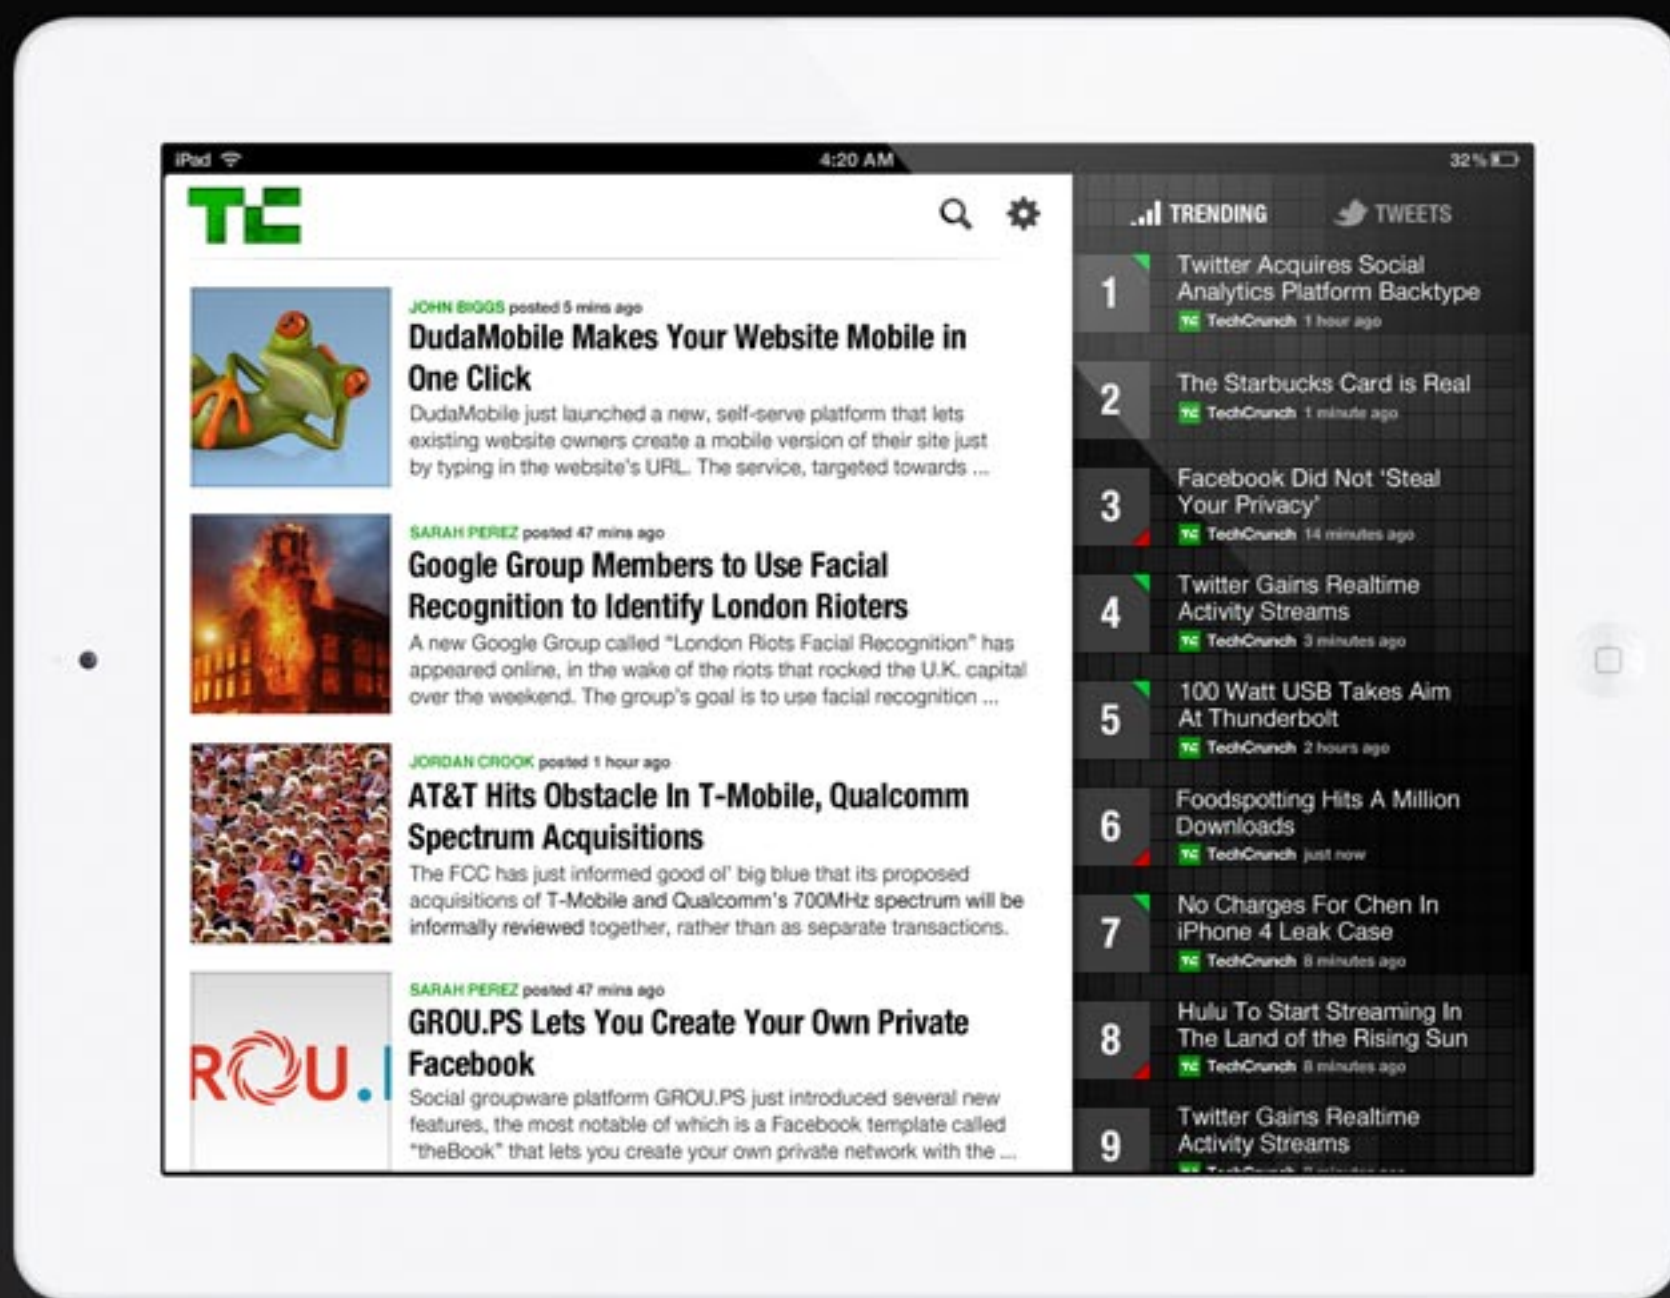 iPad
4:20 AM
32%
TC
JOHN BIGGS posted 5 mins ago
DudaMobile Makes Your Website Mobile in
One Click
DudaMobile just launched a new, self-serve platform that lets
existing website owners create a mobile version of their site just
by typing in the website's URL. The service, targeted towards ...
SARAH PEREZ posted 47 mins ago
Google Group Members to Use Facial
Recognition to Identify London Rioters
A new Google Group called “London Riots Facial Recognition” has
appeared online, in the wake of the riots that rocked the U.K. capital
over the weekend. The group's goal is to use facial recognition ...
JORDAN CROOK posted 1 hour ago
AT&T Hits Obstacle In T-Mobile, Qualcomm
Spectrum Acquisitions
The FCC has just informed good ol' big blue that its proposed
acquisitions of T-Mobile and Qualcomm's 700MHz spectrum will be
informally reviewed together, rather than as separate transactions.
ROU.
SARAH PEREZ posted 47 mins ago
GROU.PS Lets You Create Your Own Private
Facebook
Social groupware platform GROU.PS just introduced several new
features, the most notable of which is a Facebook template called
“theBook” that lets you create your own private network with the ...
TRENDING
TWEETS
1
Twitter Acquires Social
Analytics Platform Backtype
TC TechCrunch 1 hour ago
2
The Starbucks Card is Real
TC TechCrunch 1 minute ago
3
Facebook Did Not ‘Steal
Your Privacy’
TC TechCrunch 14 minutes ago
4
Twitter Gains Realtime
Activity Streams
TC TechCrunch 3 minutes ago
5
100 Watt USB Takes Aim
At Thunderbolt
TC TechCrunch 2 hours ago
6
Foodspotting Hits A Million
Downloads
TC TechCrunch just now
7
No Charges For Chen In
iPhone 4 Leak Case
TC TechCrunch 8 minutes ago
8
Hulu To Start Streaming In
The Land of the Rising Sun
TC TechCrunch 8 minutes ago
9
Twitter Gains Realtime
Activity Streams